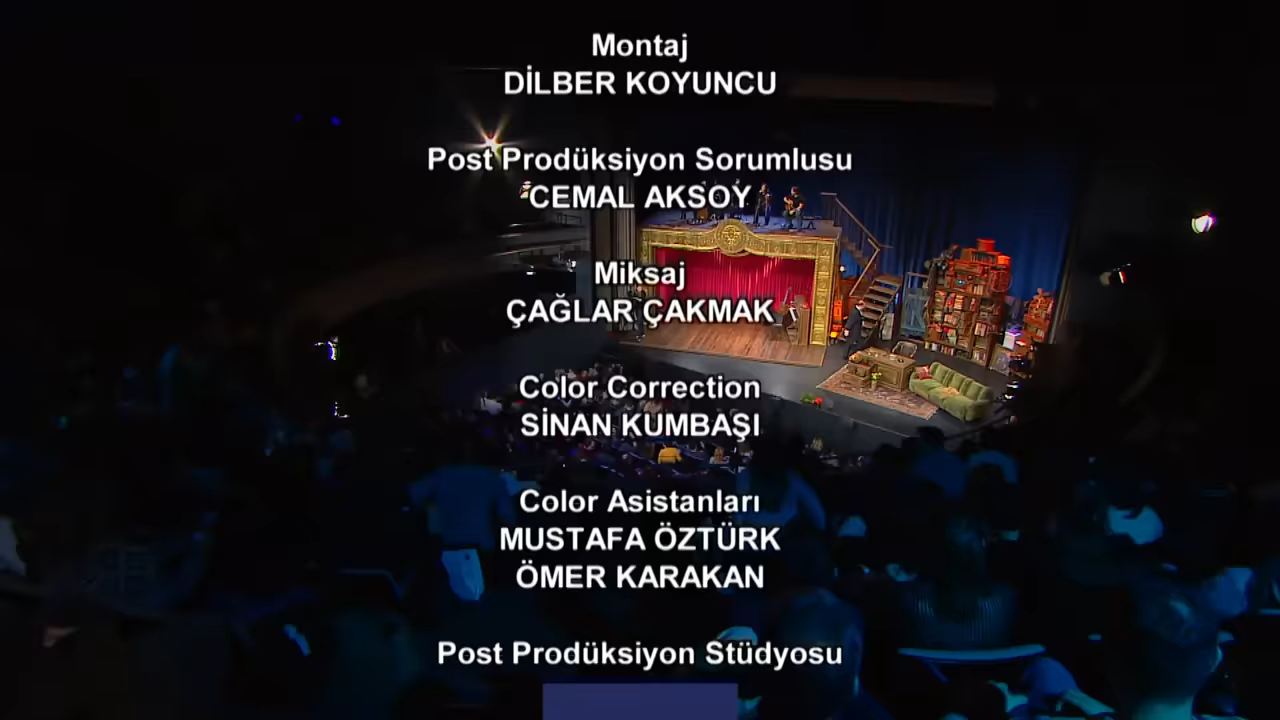 Montaj
DİLBER KOYUNCU
Post Prodüksiyon Sorumlusu
CEMAL AKSOY
Miksaj
ÇAĞLAR ÇAKMAK
Color Correction
SİNAN KUMBAŞI
Color Asistanları
MUSTAFA ÖZTÜRK
ÖMER KARAKAN
Post Prodüksiyon Stüdyosu